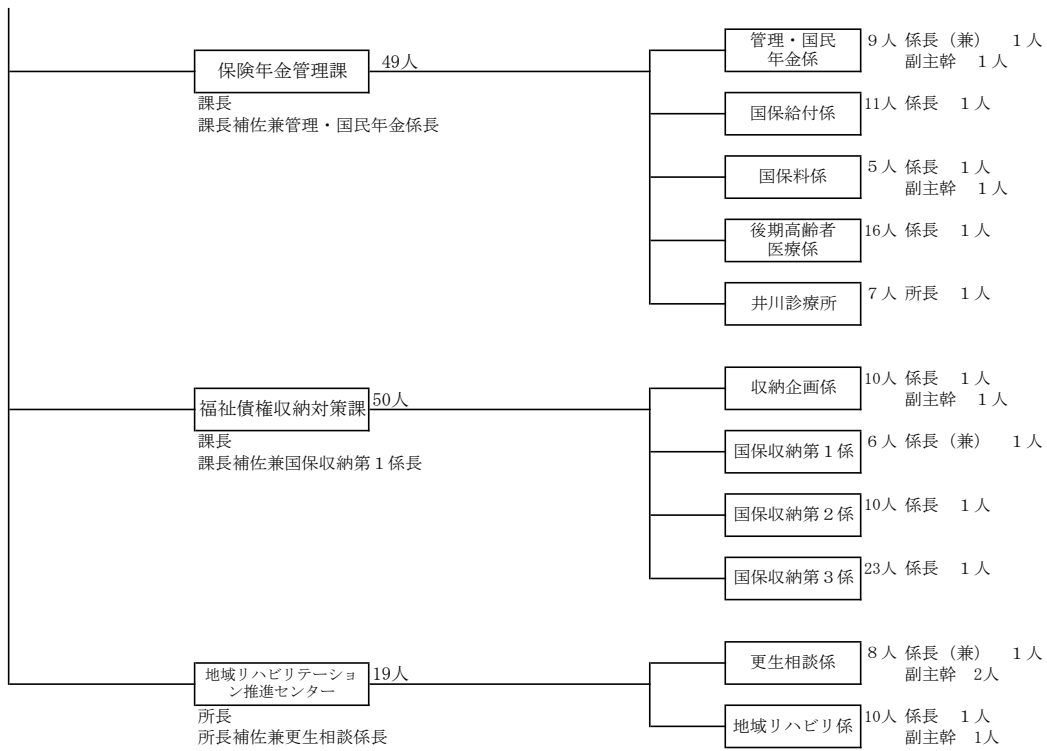 保険年金管理課 49人
課長
課長補佐兼管理・国民年金係長
管理・国民
年金係
9人 係長（兼） 1人
副主幹 1人
国保給付係 11人 係長 1人
国保料係 5人 係長 1人
副主幹 1人
後期高齢者
医療係
16人 係長 1人
井川診療所 7人 所長 1人
福祉債権収納対策課 50人
課長
課長補佐兼国保収納第１係長
収納企画係 10人 係長 1人
副主幹 1人
国保収納第１係 6人 係長（兼） 1人
国保収納第２係 10人 係長 1人
国保収納第３係 23人 係長 1人
地域リハビリテーショ
ン推進センター
19人
所長
所長補佐兼更生相談係長
更生相談係 8人 係長（兼） 1人
副主幹 2人
地域リハビリ係 10人 係長 1人
副主幹 1人